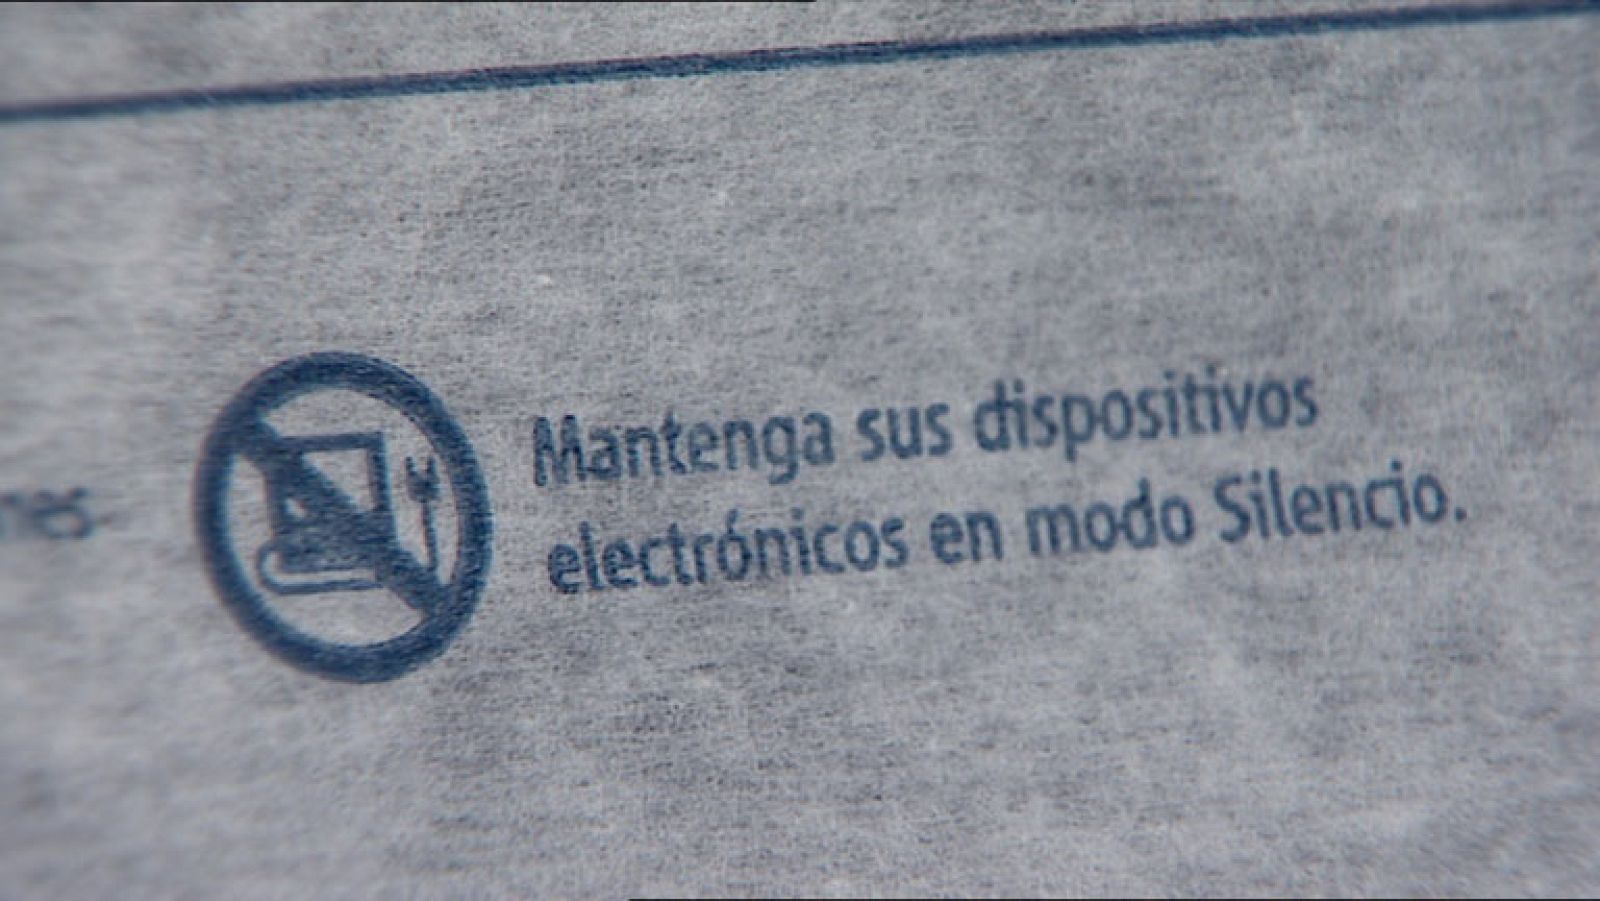 Mantenga sus dispositivos
electrónicos en modo Silencio.